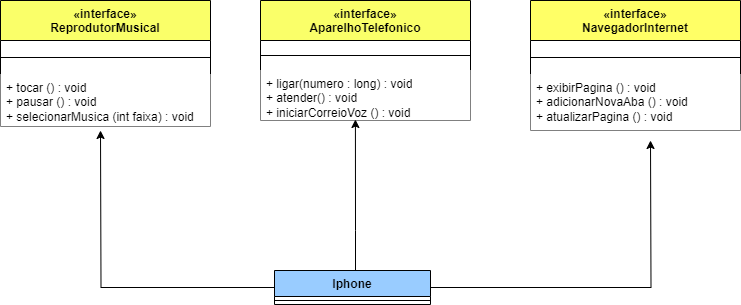 «interface»
ReprodutorMusical
+ tocar () : void
+ pausar () : void
+ selecionarMusica (int faixa) : void
«interface»
AparelhoTelefonico
+ ligar(numero : long) : void
+ atender() : void
+ iniciarCorreioVoz () : void
«interface»
NavegadorInternet
+ exibirPagina () : void
+ adicionarNovaAba () : void
+ atualizarPagina () : void
Iphone